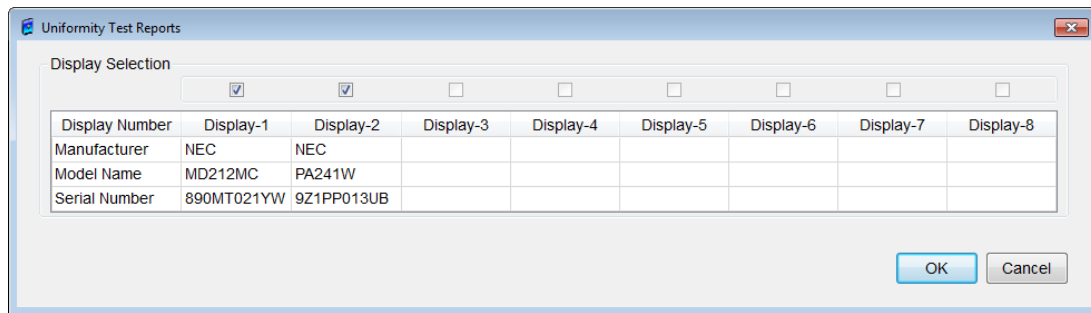 Uniformity Test Reports
Display Selection
Display Number Display-1 Display-2 Display-3 Display-4 Display-5 Display-6 Display-7 Display-8
Manufacturer NEC NEC
Model Name MD212MC PA241W
Serial Number 890MT021YW 9Z1PP013UB
OK Cancel